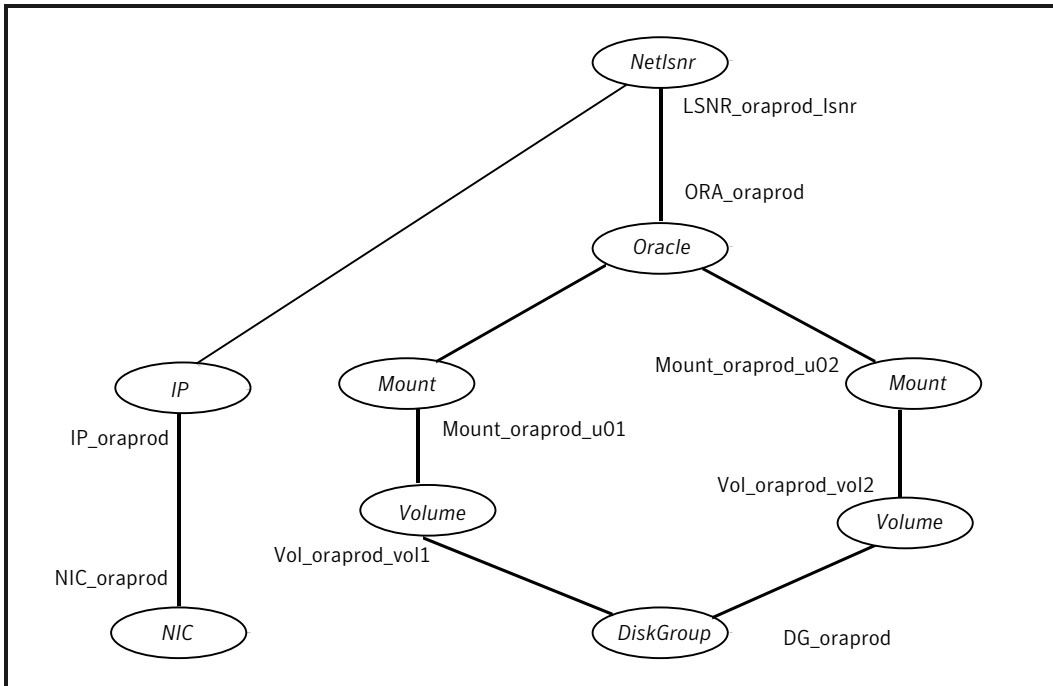 Netlsnr
LSNR_oraprod_lsnr
ORA_oraprod
Oracle
Mount_oraprod_u02
IP
Mount
Mount
IP_oraprod
Mount_oraprod_u01
Vol_oraprod_vol2
Volume
Volume
Vol_oraprod_vol1
NIC_oraprod
NIC
DiskGroup
DG_oraprod